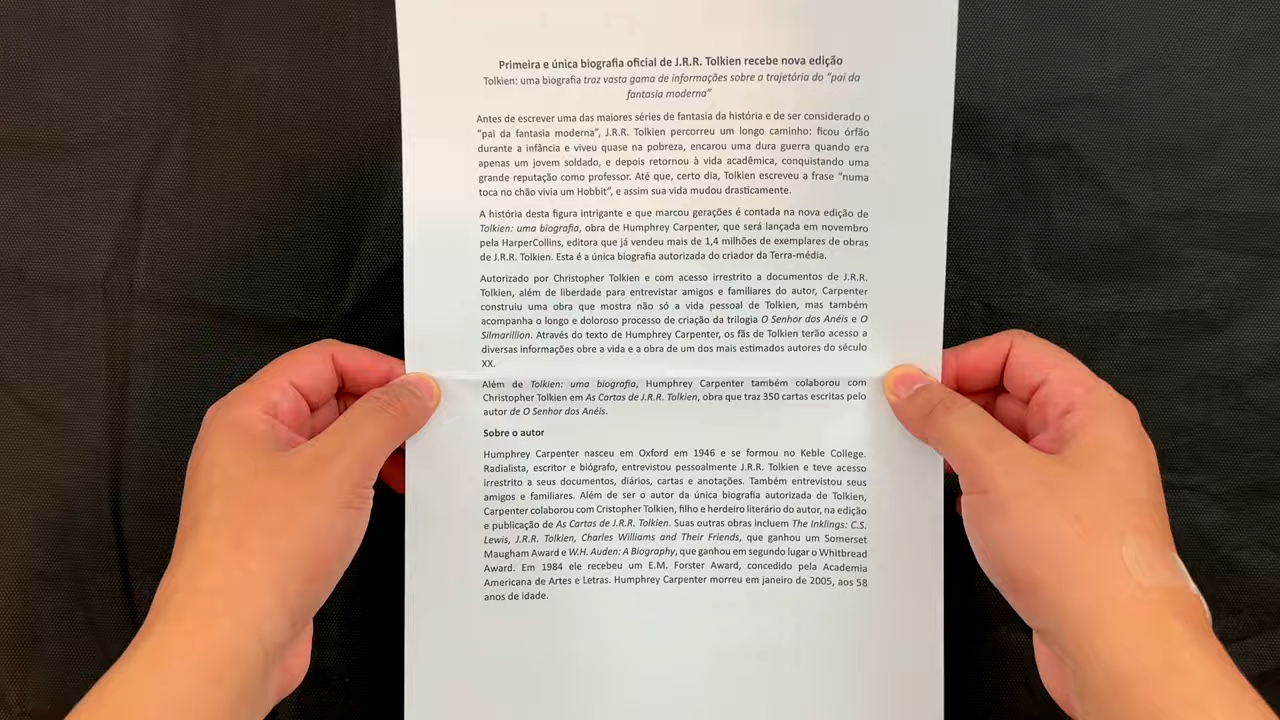 Primeira e única biografia oficial de J.R.R. Tolkien recebe nova edição
Tolkien: uma biografia traz vasta gama de informações sobre a trajetória do “pai da
fantasia moderna”
Antes de escrever uma das maiores séries de fantasia da história e de ser considerado o
“pai da fantasia moderna”, J.R.R. Tolkien percorreu um longo caminho: ficou órfão
durante a infância e viveu quase na pobreza, encarou uma dura guerra quando era
apenas um jovem soldado, e depois retornou à vida acadêmica, conquistando uma
grande reputação como professor. Até que, certo dia, Tolkien escreveu a frase “numa
toca no chão vivia um Hobbit”, e assim sua vida mudou drasticamente.
A história desta figura intrigante e que marcou gerações é contada na nova edição de
Tolkien: uma biografia, obra de Humphrey Carpenter, que será lançada em novembro
pela HarperCollins, editora que já vendeu mais de 1,4 milhões de exemplares de obras
de J.R.R. Tolkien. Esta é a única biografia autorizada do criador da Terra-média.
Autorizado por Christopher Tolkien e com acesso irrestrito a documentos de J.R.R.
Tolkien, além de liberdade para entrevistar amigos e familiares do autor, Carpenter
construiu uma obra que mostra não só a vida pessoal de Tolkien, mas também
acompanha o longo e doloroso processo de criação da trilogia O Senhor dos Anéis e O
Silmarillion. Através do texto de Humphrey Carpenter, os fãs de Tolkien terão acesso a
diversas informações obre a vida e a obra de um dos mais estimados autores do século
XX.
Além de Tolkien: uma biografia, Humphrey Carpenter também colaborou com
Christopher Tolkien em As Cartas de J.R.R. Tolkien, obra que traz 350 cartas escritas pelo
autor de O Senhor dos Anéis.
Sobre o autor
Humphrey Carpenter nasceu em Oxford em 1946 e se formou no Keble College.
Radialista, escritor e biógrafo, entrevistou pessoalmente J.R.R. Tolkien e teve acesso
irrestrito a seus documentos, diários, cartas e anotações. Também entrevistou seus
amigos e familiares. Além de ser o autor da única biografia autorizada de Tolkien,
Carpenter colaborou com Cristopher Tolkien, filho e herdeiro literário do autor, na edição
e publicação de As Cartas de J.R.R. Tolkien. Suas outras obras incluem The Inklings: C.S.
Lewis, J.R.R. Tolkien, Charles Williams and Their Friends, que ganhou um Somerset
Maugham Award e W.H. Auden: A Biography, que ganhou em segundo lugar o Whitbread
Award. Em 1984 ele recebeu um E.M. Forster Award, concedido pela Academia
Americana de Artes e Letras. Humphrey Carpenter morreu em janeiro de 2005, aos 58
anos de idade.